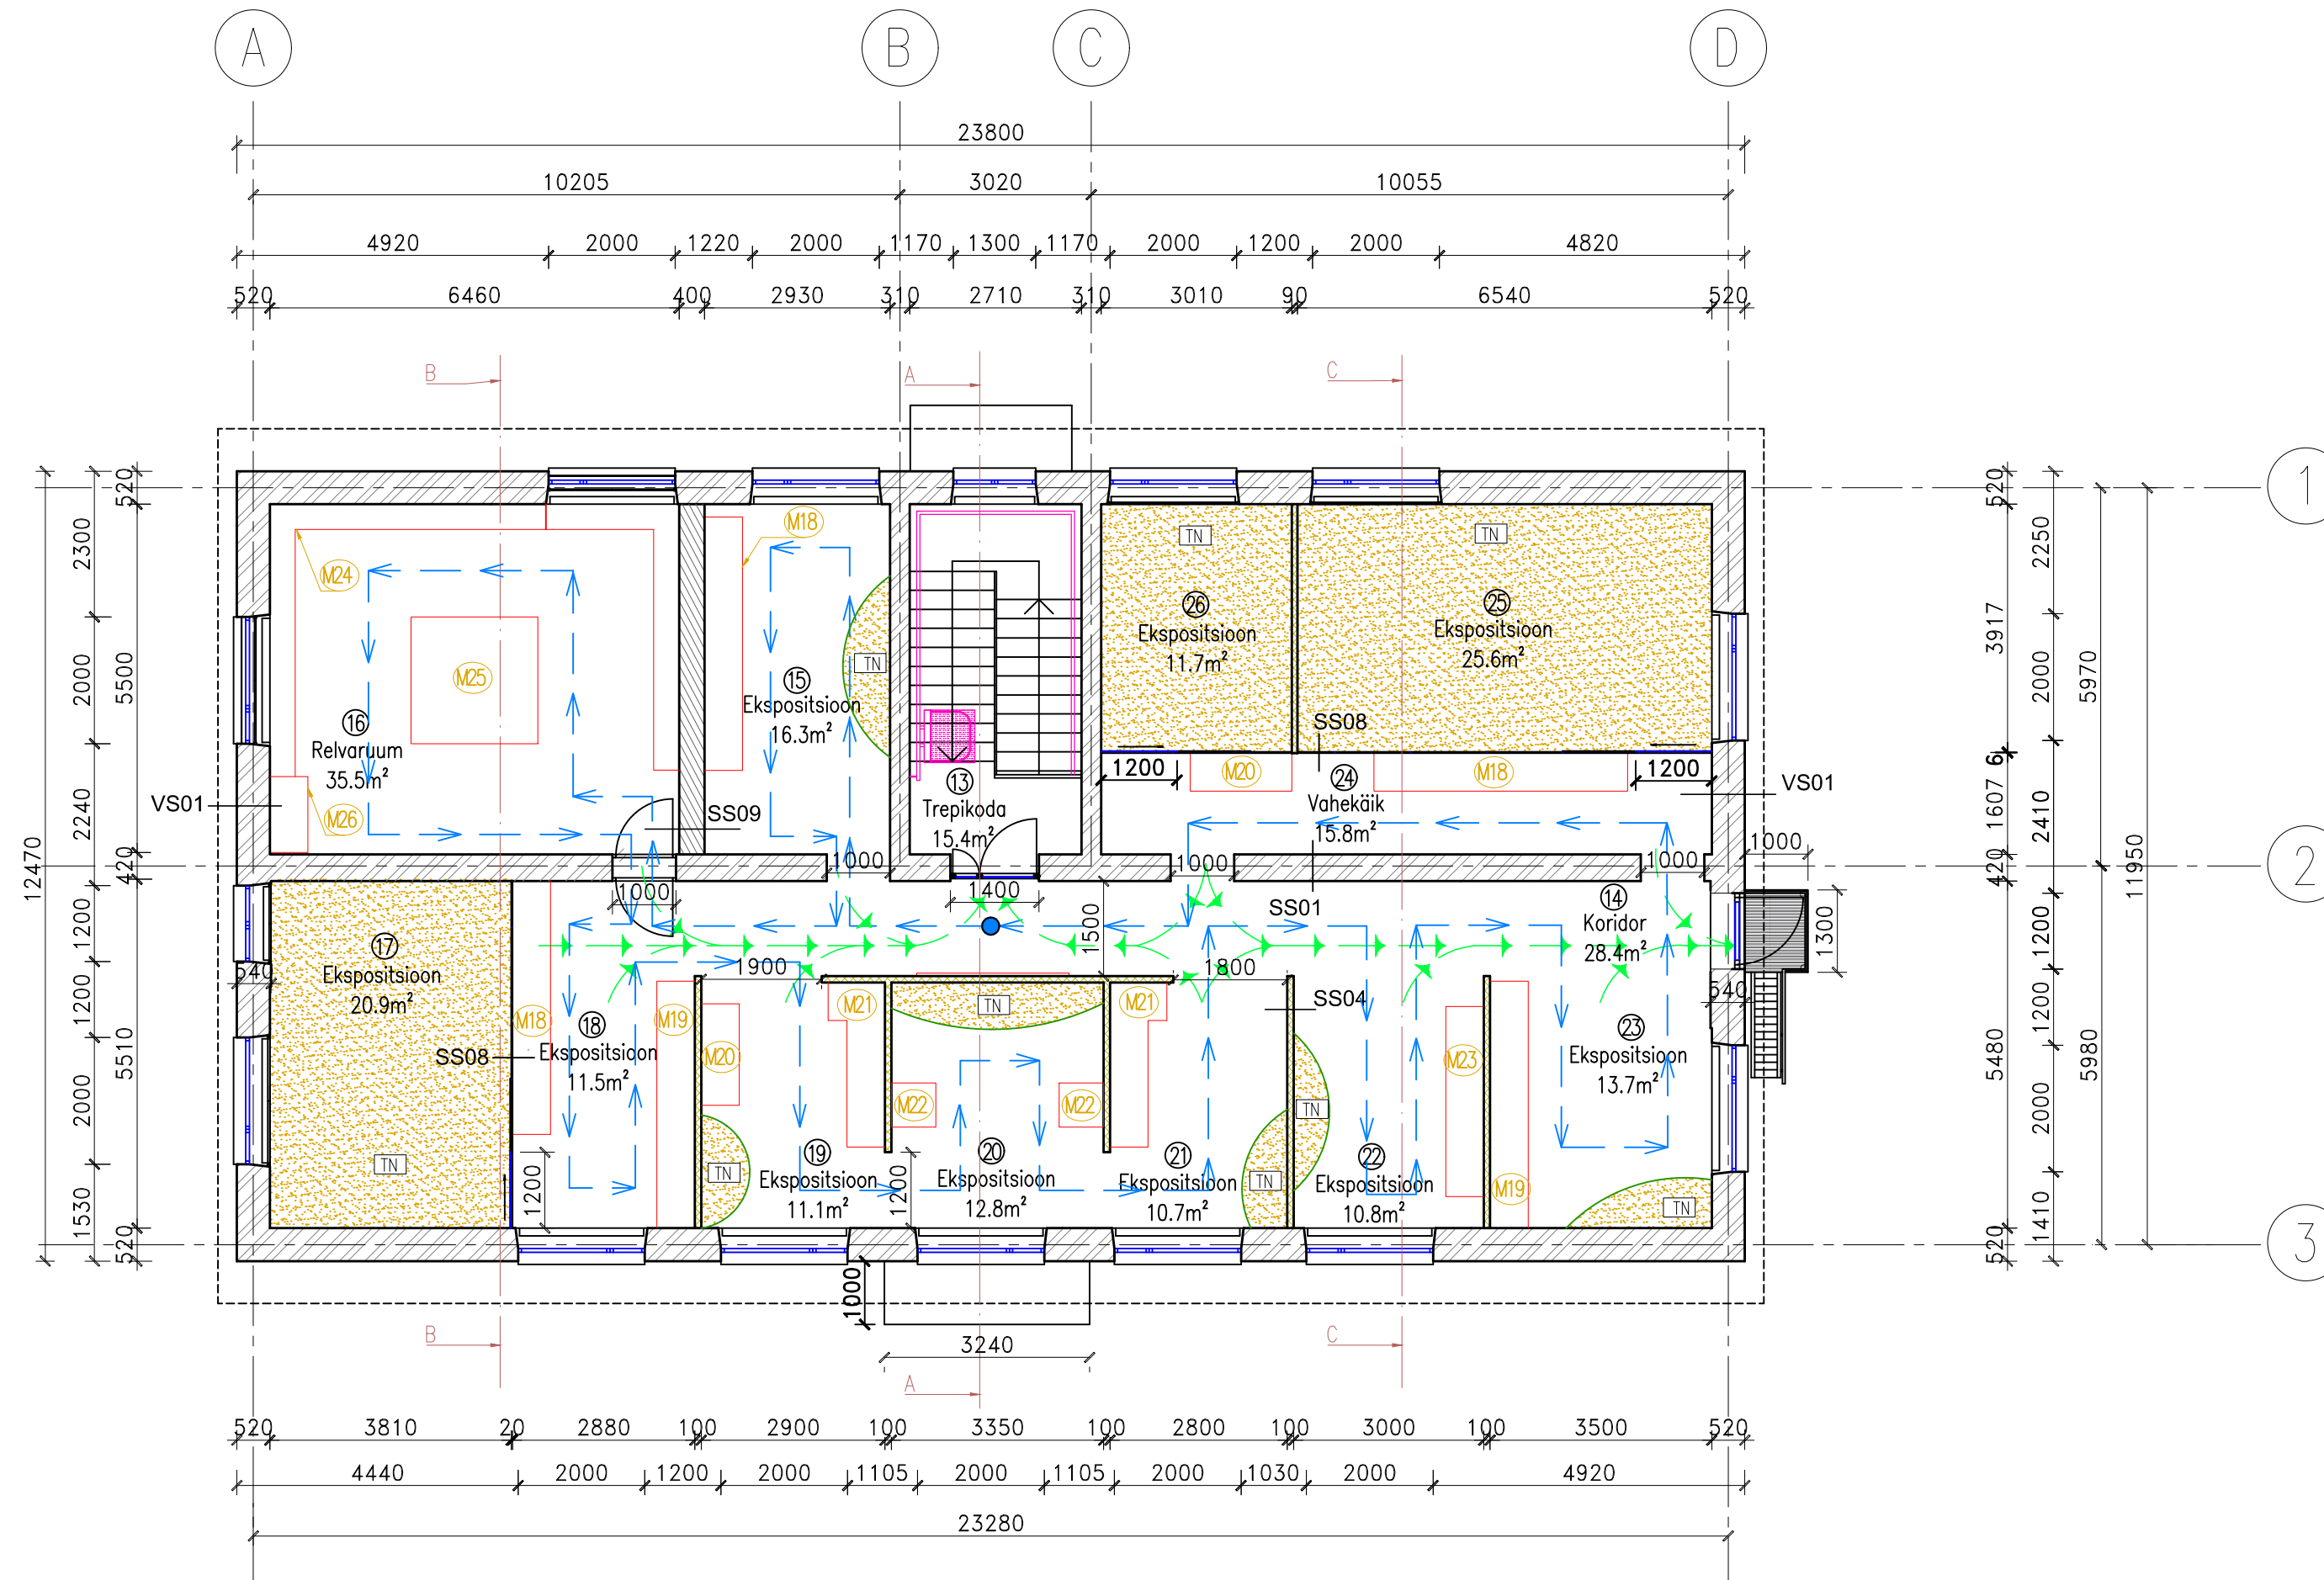 A B C D
23800
10205 3020 10055
4920 2000 1220 2000 1170 1300 1170 2000 1200 2000 4820
520 6460 400 2930 310 2710 310 3010 90 6540 520
B A C
1
2
3
12470
2300 2000 2240 1200 1200 2000 1530
520 5500 420 5510 520
540
520 3917 6 1607 420 5480 520
2250 2000 2410 1200 1200 2000 1410
5970 5980
11950
M24
M25
16
Relvaruum
35.5m²
M26
VS01
SS09
M18
TN
15
Ekspositsioon
16.3m²
13
Trepikoda
15.4m²
TN
26
Ekspositsioon
11.7m²
TN
25
Ekspositsioon
25.6m²
SS08
1200 M20 M18 1200
24
Vahekäik
15.8m²
VS01
1000 1000 1000 1000
1000 1400 1500
SS01
14
Koridor
28.4m²
1300
540
17
Ekspositsioon
20.9m²
TN
SS08
M18 M19
18
Ekspositsioon
11.5m²
1200
1900
M20 M21
TN
19
Ekspositsioon
11.1m²
1200
TN
M22 M22
20
Ekspositsioon
12.8m²
1800
M21
21
Ekspositsioon
10.7m²
TN
SS04
TN
M23
22
Ekspositsioon
10.8m²
M19
23
Ekspositsioon
13.7m²
TN
1000
3240
B A C
520 3810 20 2880 100 2900 100 3350 100 2800 100 3000 100 3500 520
4440 2000 1200 2000 1105 2000 1105 2000 1030 2000 4920
23280